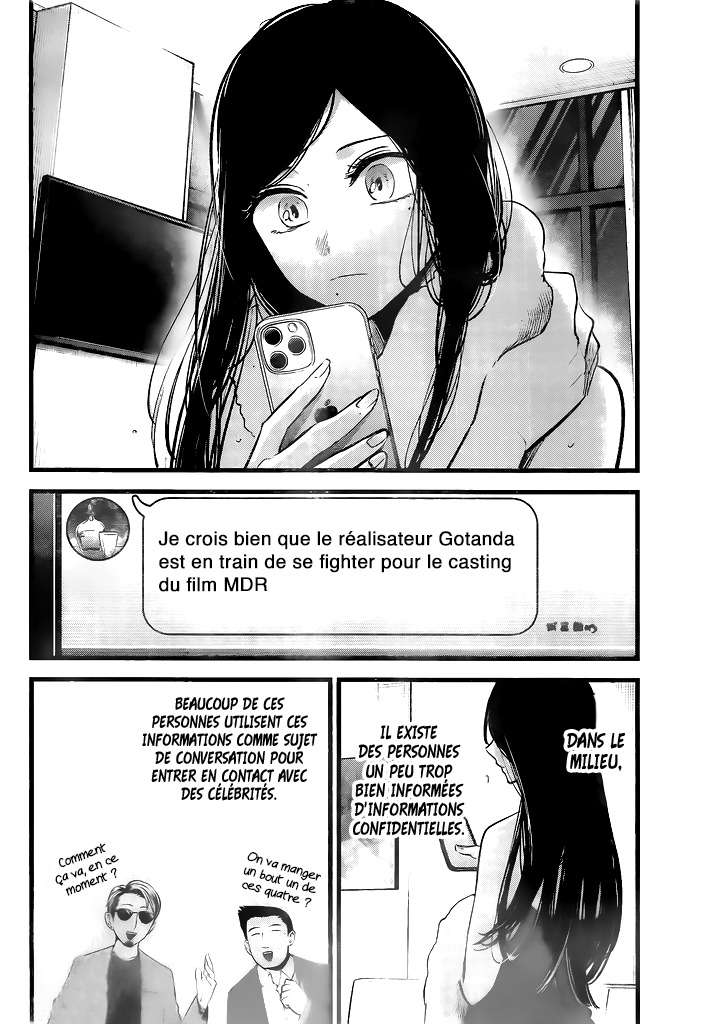 Je crois bien que le réalisateur Gotanda
est en train de se fighter pour le casting
du film MDR
DANS LE
MILIEU,
IL EXISTE
DES PERSONNES
UN PEU TROP
BIEN INFORMÉES
D'INFORMATIONS
CONFIDENTIELLES.
BEAUCOUP DE CES
PERSONNES UTILISENT CES
INFORMATIONS COMME SUJET
DE CONVERSATION POUR
ENTRER EN CONTACT AVEC
DES CÉLÉBRITÉS.
On va manger
un bout un de
ces quatre ?
Comment
ça va, en ce
moment ?